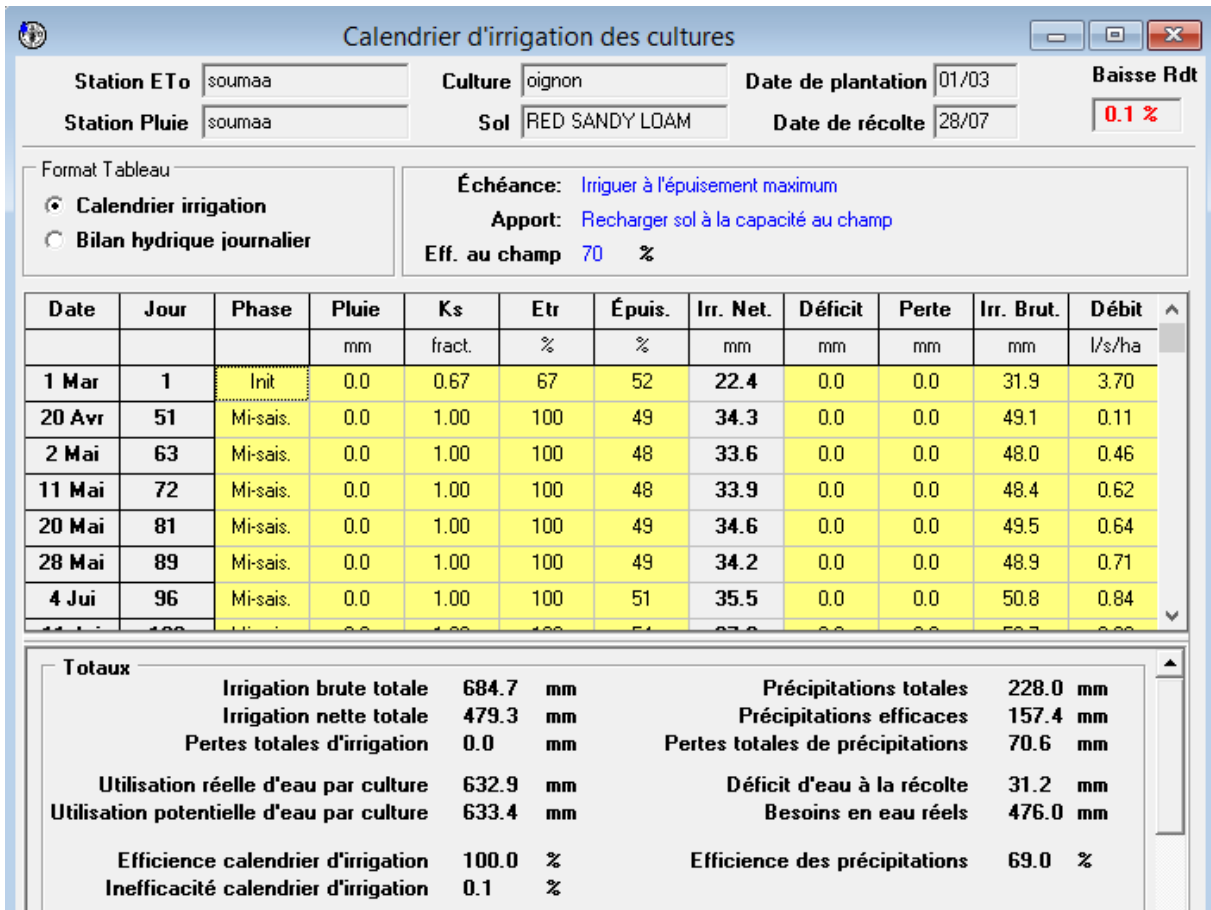 Calendrier d'irrigation des cultures
Station ETo soumaa Culture oignon Date de plantation 01/03 Baisse Rdt
Station Pluie soumaa Sol RED SANDY LOAM Date de récolte 28/07 0.1 %
Format Tableau
Calendrier irrigation
Bilan hydrique journalier
Échéance: Irriguer à l'épuisement maximum
Apport: Recharger sol à la capacité au champ
Eff. au champ 70 %
Date Jour Phase Pluie Ks Etr Épuis. Irr. Net. Déficit Perte Irr. Brut. Débit
mm fract. % % mm mm mm mm l/s/ha
1 Mar 1 Init 0.0 0.67 67 52 22.4 0.0 0.0 31.9 3.70
20 Avr 51 Mi-sais. 0.0 1.00 100 49 34.3 0.0 0.0 49.1 0.11
2 Mai 63 Mi-sais. 0.0 1.00 100 48 33.6 0.0 0.0 48.0 0.46
11 Mai 72 Mi-sais. 0.0 1.00 100 48 33.9 0.0 0.0 48.4 0.62
20 Mai 81 Mi-sais. 0.0 1.00 100 49 34.6 0.0 0.0 49.5 0.64
28 Mai 89 Mi-sais. 0.0 1.00 100 49 34.2 0.0 0.0 48.9 0.71
4 Jui 96 Mi-sais. 0.0 1.00 100 51 35.5 0.0 0.0 50.8 0.84
Totaux
Irrigation brute totale 684.7 mm Précipitations totales 228.0 mm
Irrigation nette totale 479.3 mm Précipitations efficaces 157.4 mm
Pertes totales d'irrigation 0.0 mm Pertes totales de précipitations 70.6 mm
Utilisation réelle d'eau par culture 632.9 mm Déficit d'eau à la récolte 31.2 mm
Utilisation potentielle d'eau par culture 633.4 mm Besoins en eau réels 476.0 mm
Efficience calendrier d'irrigation 100.0 % Efficience des précipitations 69.0 %
Inefficacité calendrier d'irrigation 0.1 %